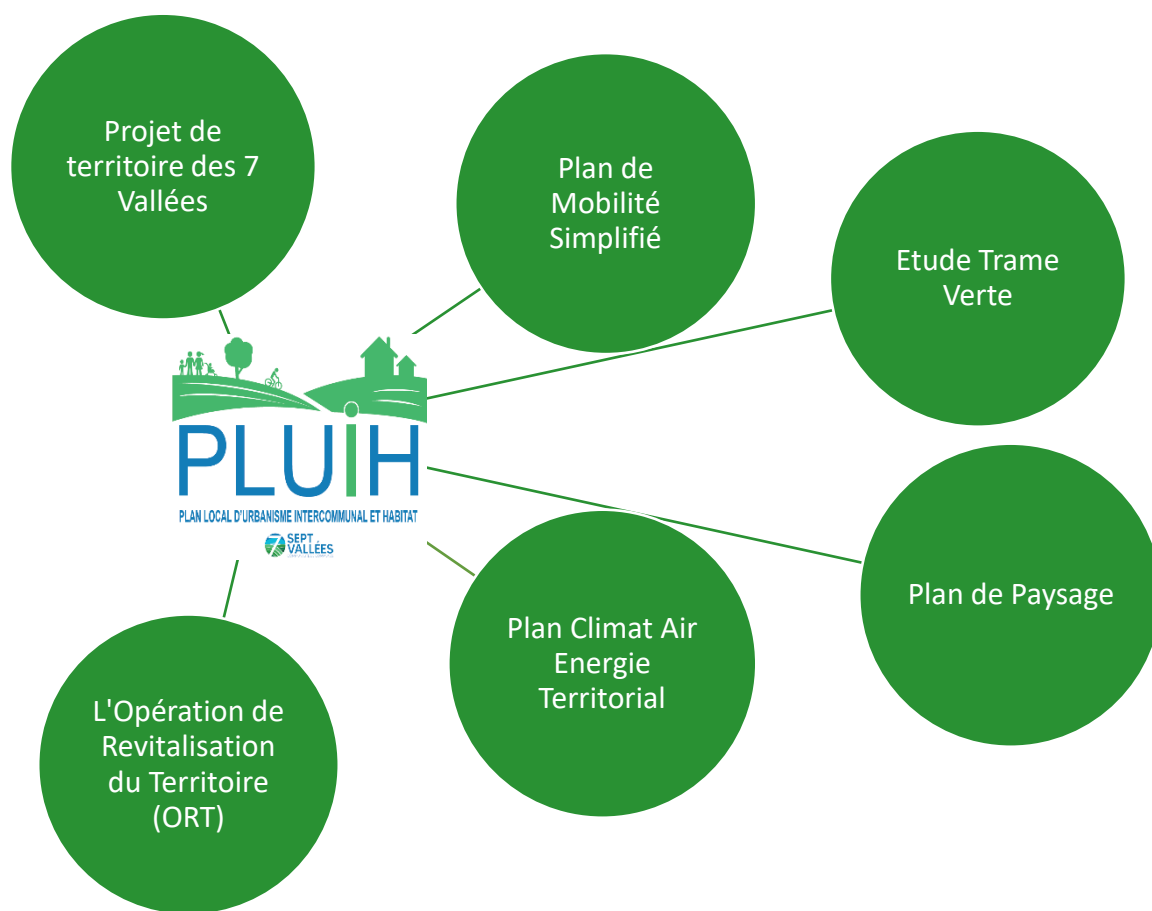 Projet de
territoire des 7
Vallées
Plan de
Mobilité
Simplifié
Etude Trame
Verte
PLUiH
PLAN LOCAL D'URBANISME INTERCOMMUNAL ET HABITAT
7 SEPT
VALLÉES
Plan de Paysage
Plan Climat Air
Energie
Territorial
L'Opération de
Revitalisation
du Territoire
(ORT)